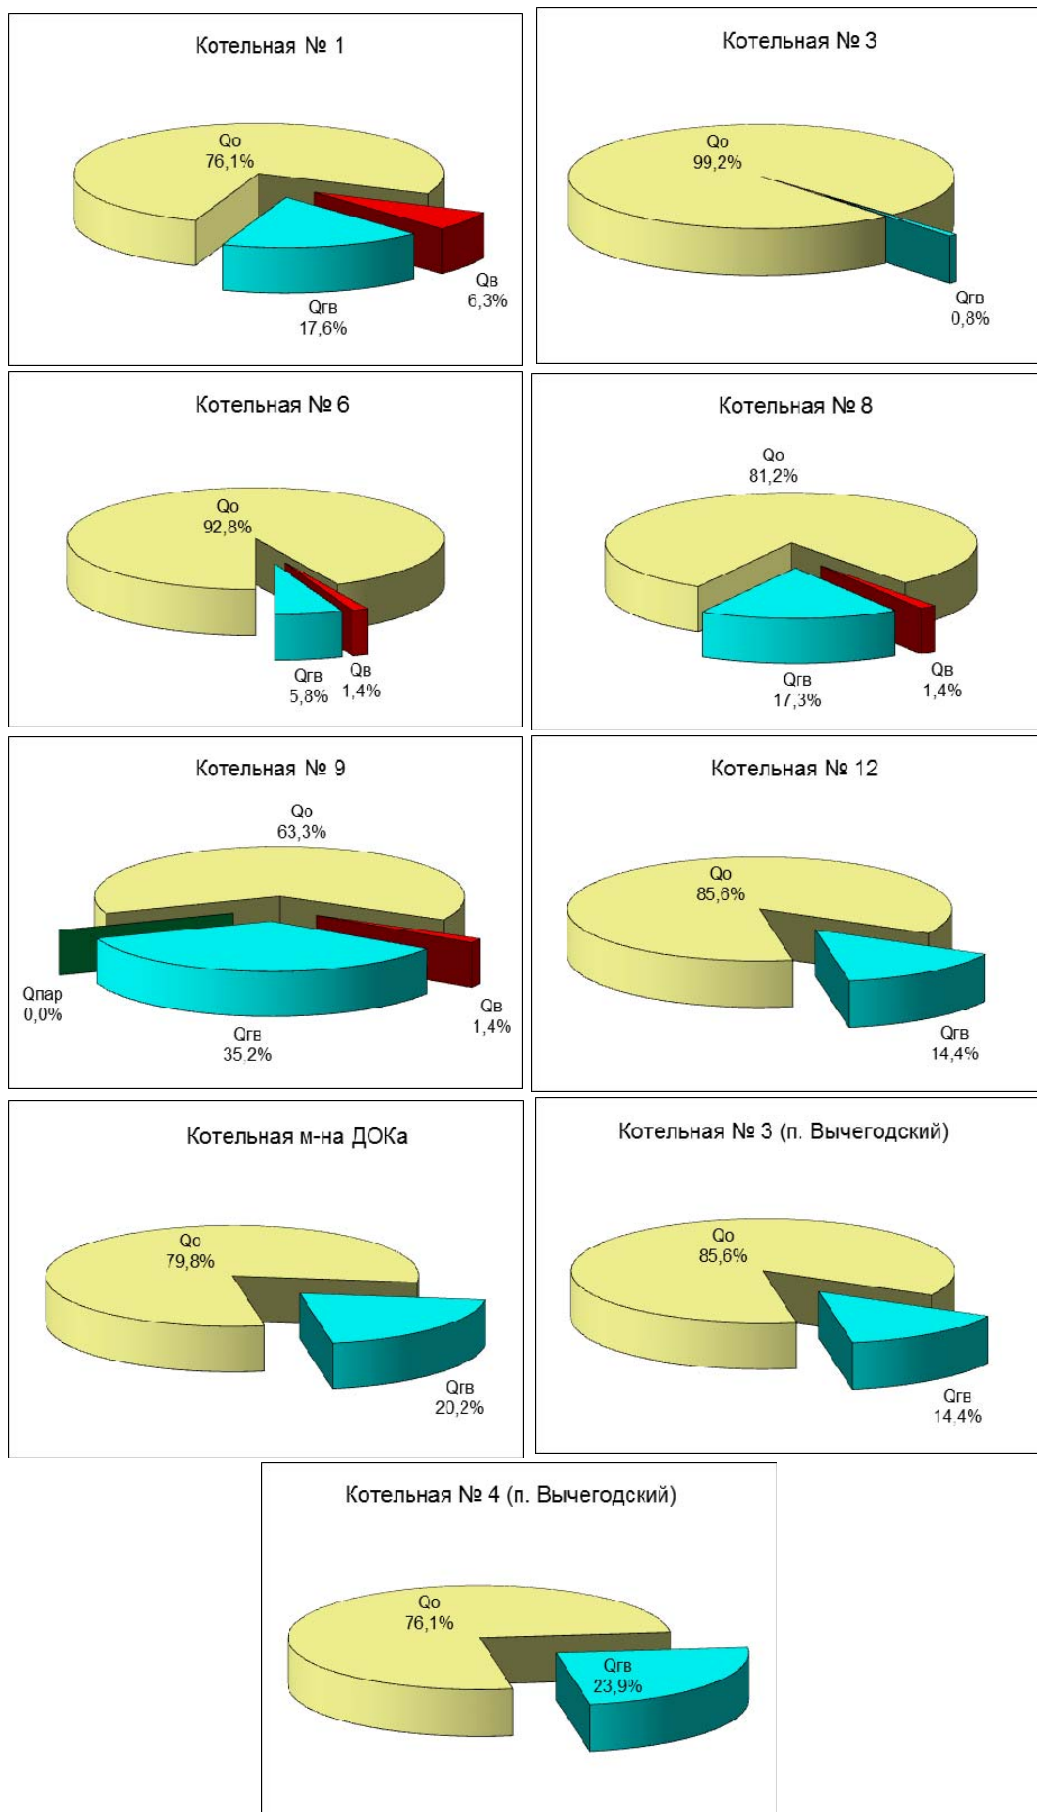 Котельная № 1
Qо
76,1%
Qв
6,3%
Qгв
17,6%
Котельная № 3
Qо
99,2%
Qгв
0,8%
Котельная № 6
Qо
92,8%
Qгв
5,8%
Qв
1,4%
Котельная № 8
Qо
81,2%
Qв
1,4%
Qгв
17,3%
Котельная № 9
Qо
63,3%
Qпар
0,0%
Qв
1,4%
Qгв
35,2%
Котельная № 12
Qо
85,6%
Qгв
14,4%
Котельная м-на ДОКа
Qо
79,8%
Qгв
20,2%
Котельная № 3 (п. Вычегодский)
Qо
85,6%
Qгв
14,4%
Котельная № 4 (п. Вычегодский)
Qо
76,1%
Qгв
23,9%